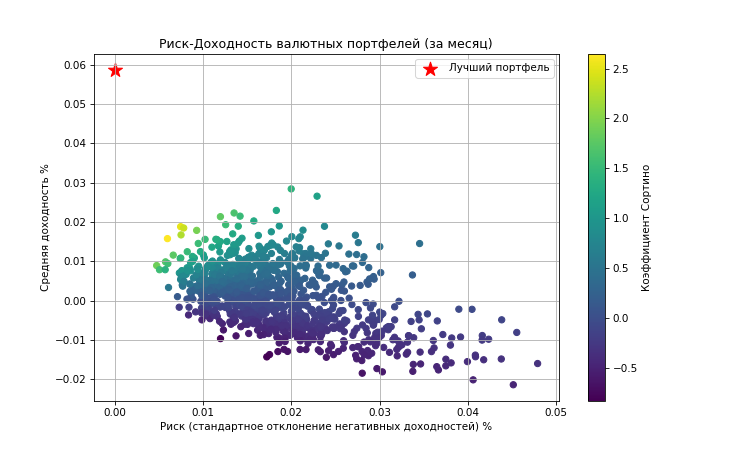 Риск-Доходность валютных портфелей (за месяц)
Лучший портфель
0.06
0.05
0.04
0.03
0.02
0.01
0.00
−0.01
−0.02
Средняя доходность %
0.00 0.01 0.02 0.03 0.04 0.05
Риск (стандартное отклонение негативных доходностей) %
2.5
2.0
1.5
1.0
0.5
0.0
−0.5
Коэффициент Сортино